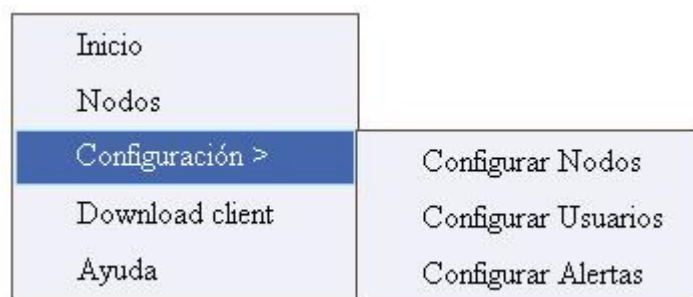 Inicio
Nodos
Configuración >
Configurar Nodos
Download client
Configurar Usuarios
Ayuda
Configurar Alertas